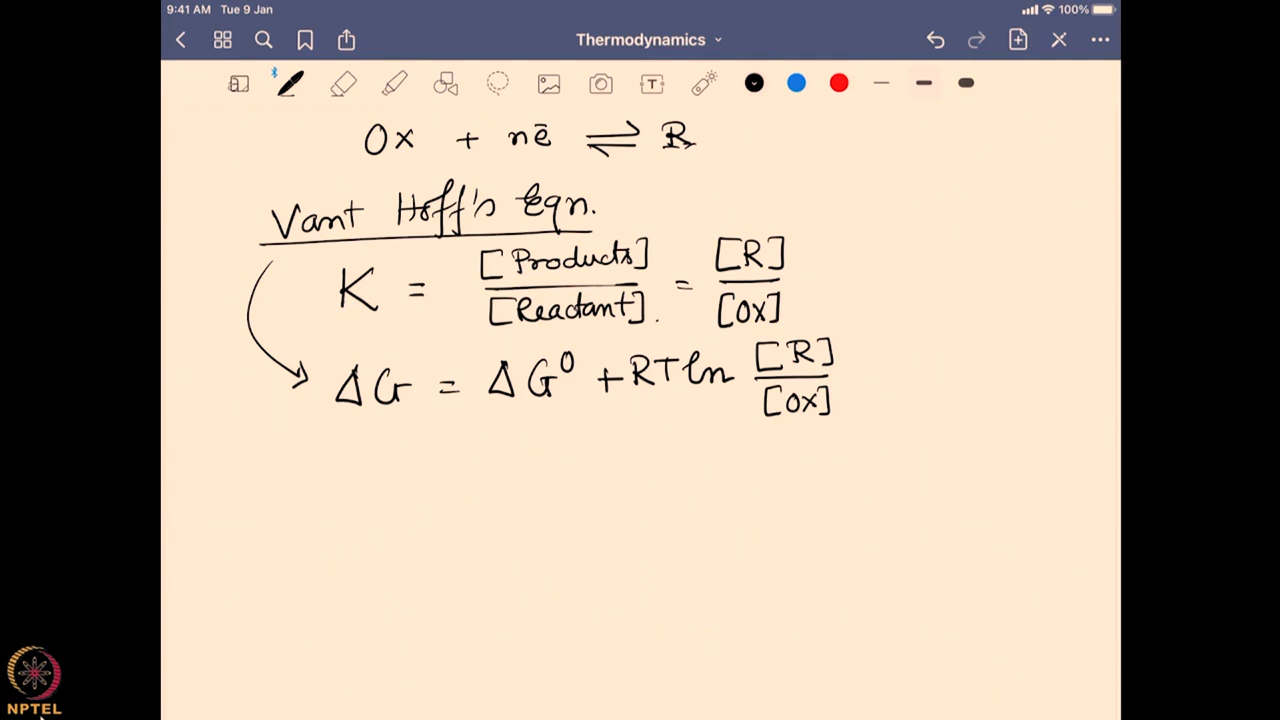 9:41 AM Tue 9 Jan
100%
Thermodynamics
T
Ox + nē ⇌ R
Vant Hoff's Eqn.
K = [Products] / [Reactant] = [R] / [Ox]
ΔG = ΔG⁰ + RT ln [R] / [Ox]
NPTEL